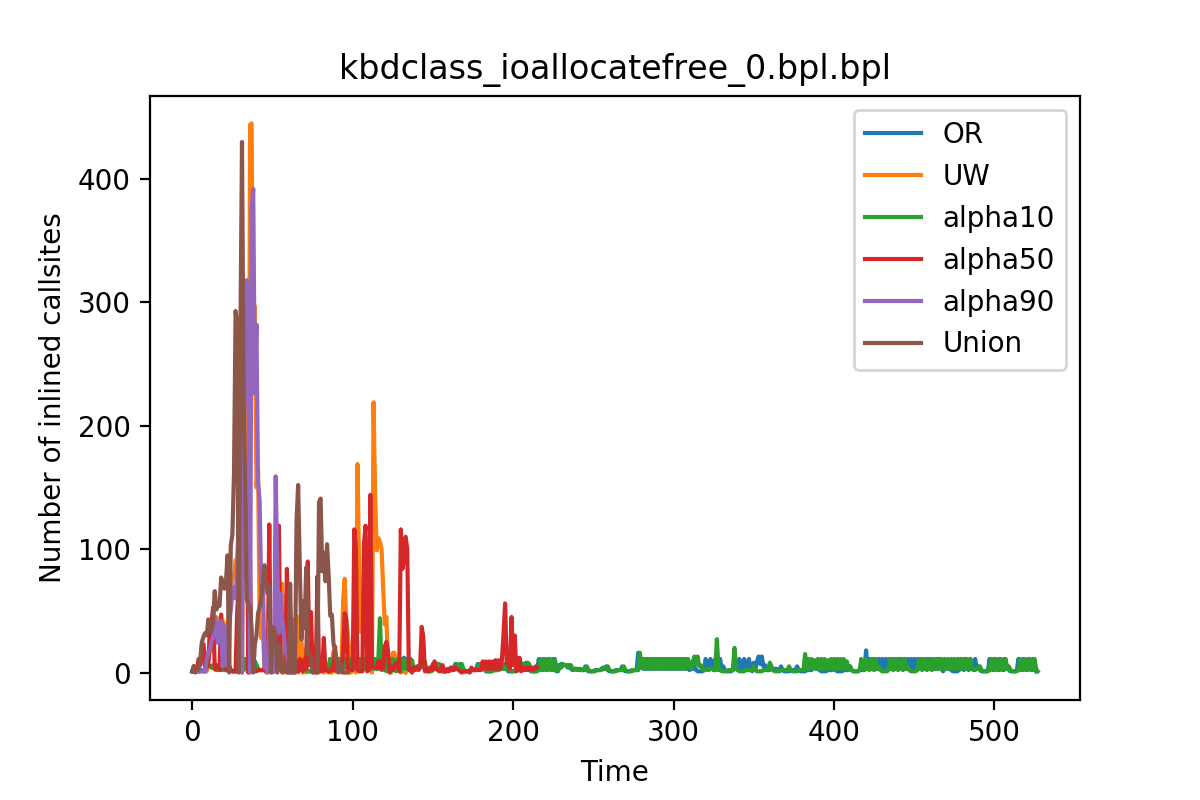 kbdclass_ioallocatefree_0.bpl.bpl
Number of inlined callsites
400
300
200
100
0
0 100 200 300 400 500
Time
OR
UW
alpha10
alpha50
alpha90
Union